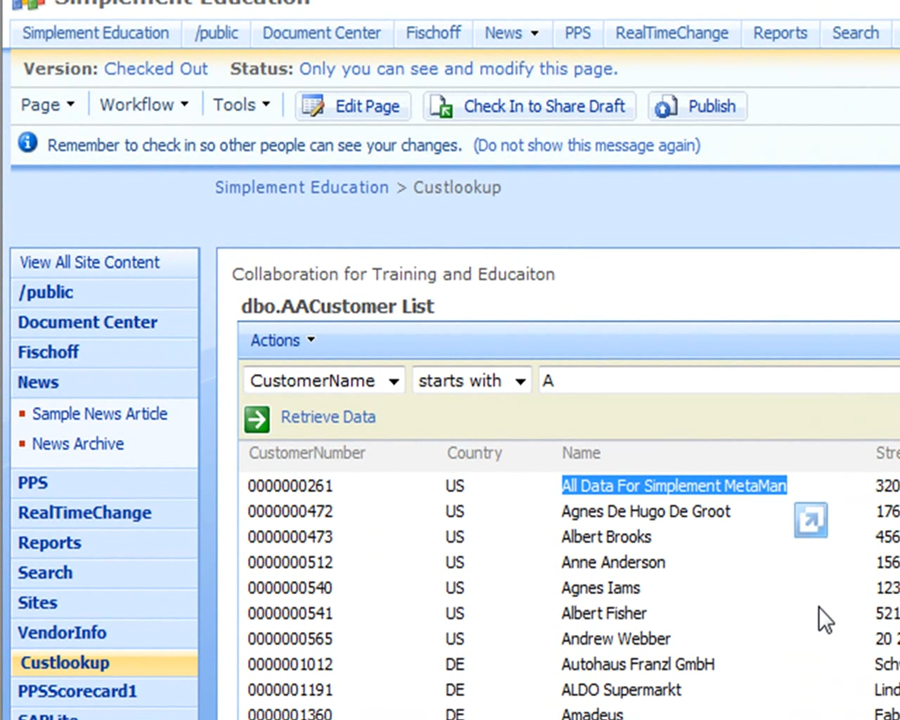 Simplement Education
Simplement Education /public Document Center Fischoff News PPS RealTimeChange Reports Search
Version: Checked Out Status: Only you can see and modify this page.
Page Workflow Tools Edit Page Check In to Share Draft Publish
Remember to check in so other people can see your changes. (Do not show this message again)
Simplement Education > Custlookup
View All Site Content
/public
Document Center
Fischoff
News
Sample News Article
News Archive
PPS
RealTimeChange
Reports
Search
Sites
VendorInfo
Custlookup
PPSScorecard1
SAPLite
Collaboration for Training and Educaiton
dbo.AACustomer List
Actions
CustomerName starts with A
Retrieve Data
CustomerNumber Country Name Stre
0000000261 US All Data For Simplement MetaMan 320
0000000472 US Agnes De Hugo De Groot 176
0000000473 US Albert Brooks 456
0000000512 US Anne Anderson 156
0000000540 US Agnes Iams 123
0000000541 US Albert Fisher 521
0000000565 US Andrew Webber 20
0000001012 DE Autohaus Franzl GmbH Sch
0000001191 DE ALDO Supermarkt Lind
0000001360 DE Amadeus Fab